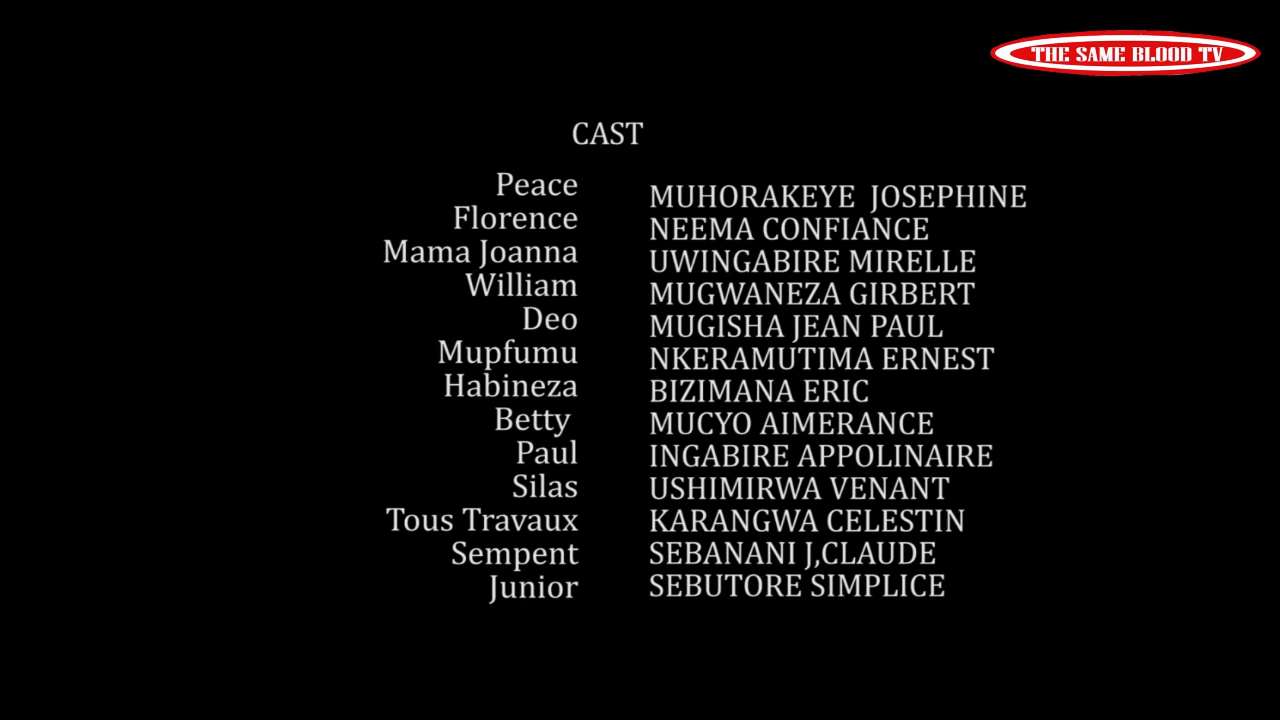 THE SAME BLOOD TV
CAST
Peace MUHORAKEYE JOSEPHINE
Florence NEEMA CONFIANCE
Mama Joanna UWINGABIRE MIRELLE
William MUGWANEZA GIRBERT
Deo MUGISHA JEAN PAUL
Mupfumu NKERAMUTIMA ERNEST
Habineza BIZIMANA ERIC
Betty MUCYO AIMERANCE
Paul INGABIRE APPOLINAIRE
Silas USHIMIRWA VENANT
Tous Travaux KARANGWA CELESTIN
Sempent SEBANANI J,CLAUDE
Junior SEBUTORE SIMPLICE